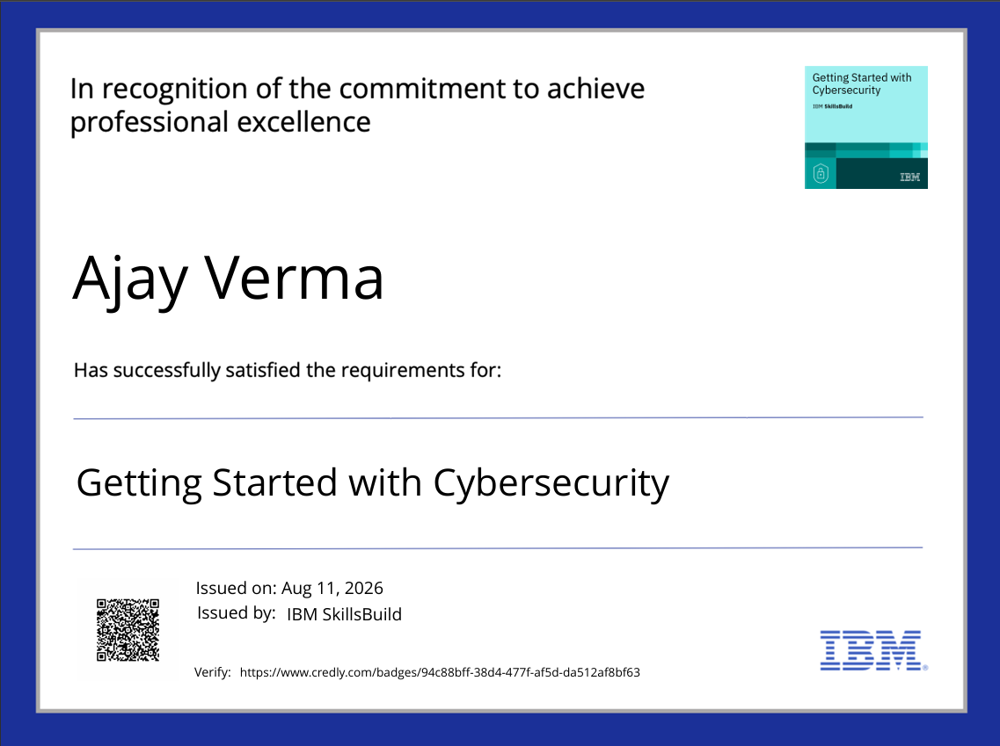 In recognition of the commitment to achieve
professional excellence
Getting Started with
Cybersecurity
IBM SkillsBuild
IBM
Ajay Verma
Has successfully satisfied the requirements for:
Getting Started with Cybersecurity
Issued on: Aug 11, 2026
Issued by: IBM SkillsBuild
Verify: https://www.credly.com/badges/94c88bff-38d4-477f-af5d-da512af8bf63
IBM®